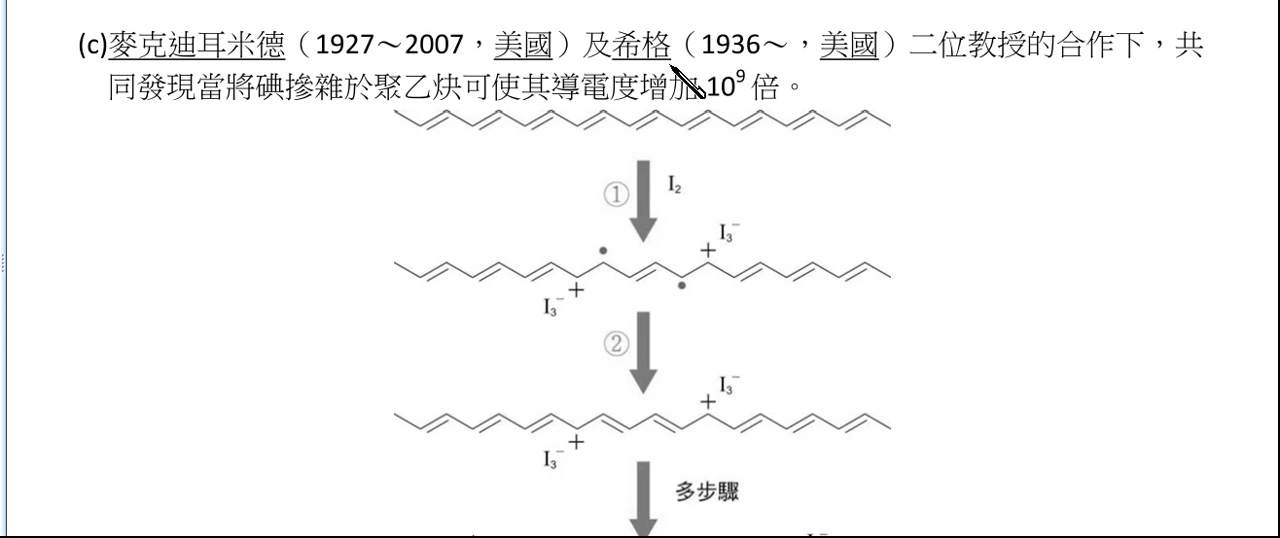 (c)麥克迪耳米德（1927～2007，美國）及希格（1936～，美國）二位教授的合作下，共
同發現當將碘摻雜於聚乙炔可使其導電度增加10⁹倍。
① I₂
I₃⁻
+
I₃⁻ +
②
I₃⁻
+
I₃⁻ +
多步驟